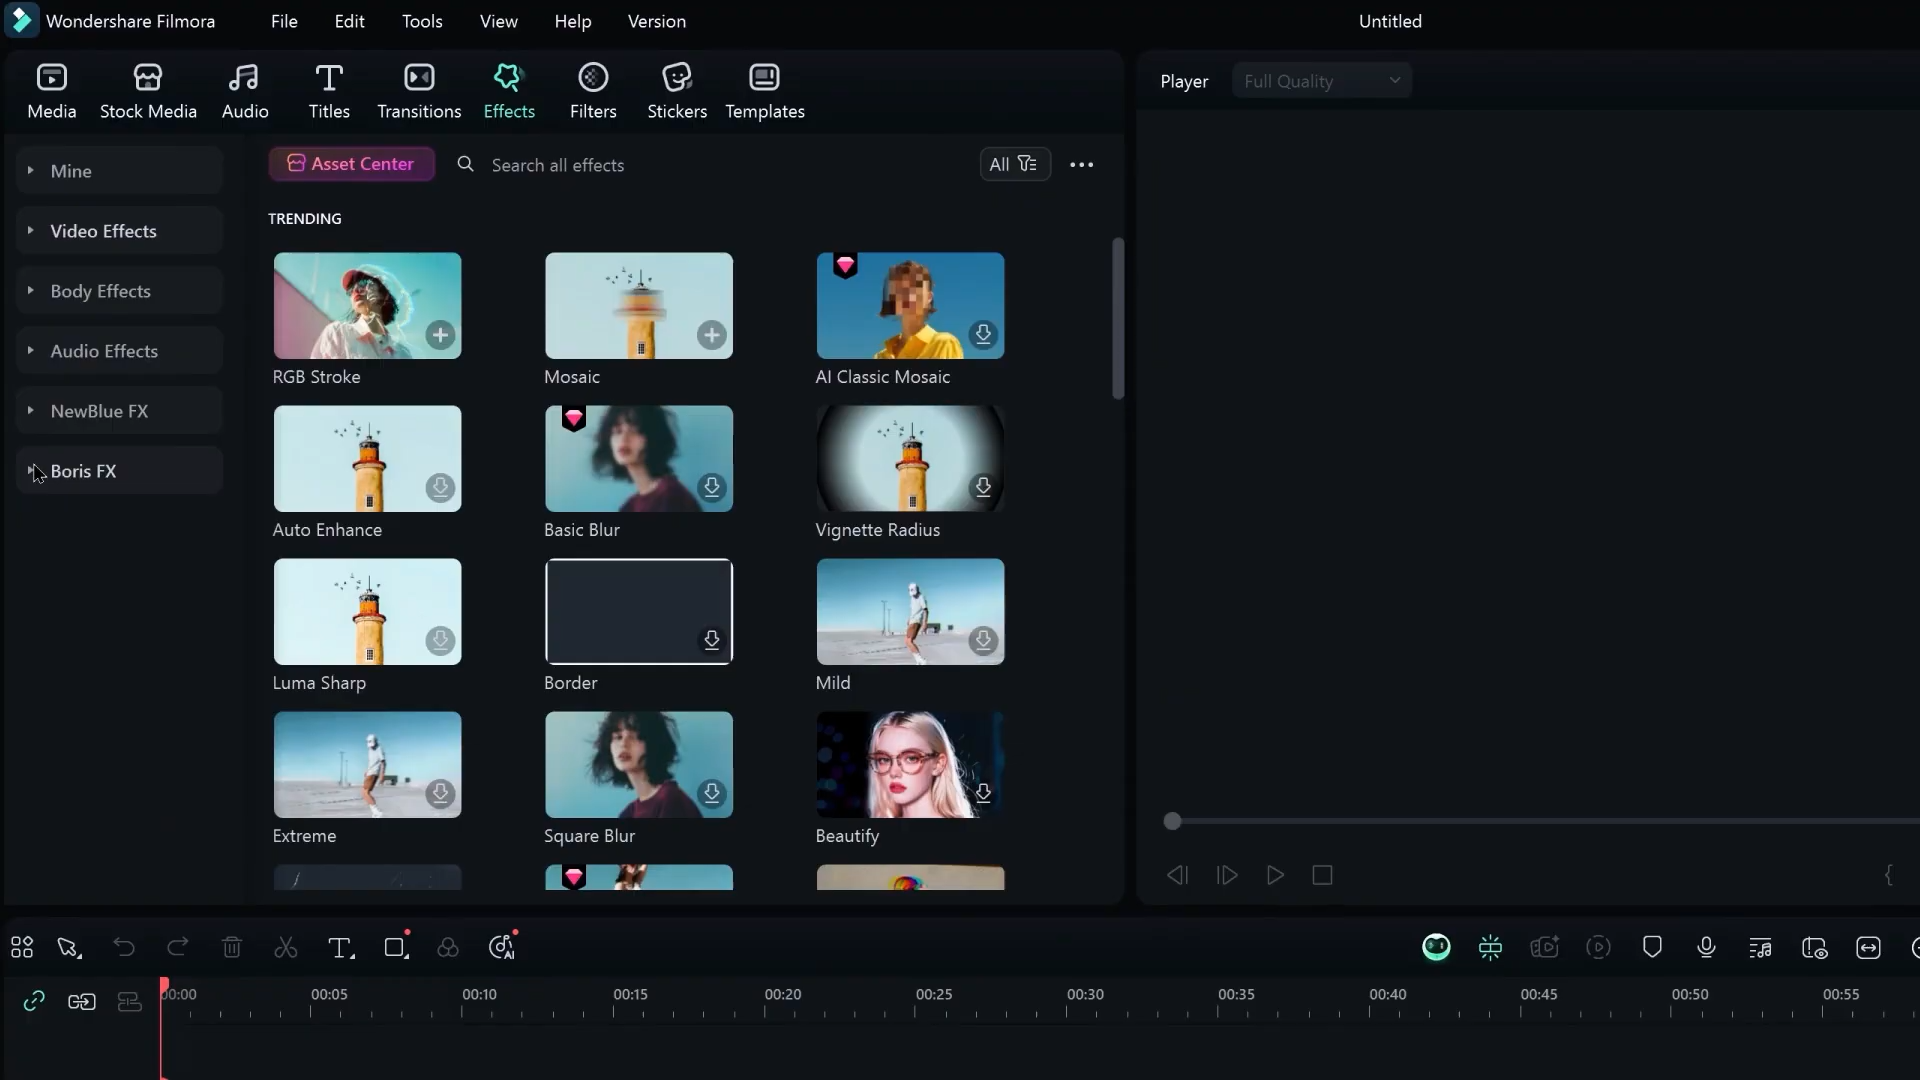 Wondershare Filmora File Edit Tools View Help Version Untitled
Media Stock Media Audio Titles Transitions Effects Filters Stickers Templates
Player Full Quality
Mine
Video Effects
Body Effects
Audio Effects
NewBlue FX
Boris FX
Asset Center Search all effects All
TRENDING
RGB Stroke Mosaic AI Classic Mosaic
Auto Enhance Basic Blur Vignette Radius
Luma Sharp Border Mild
Extreme Square Blur Beautify
{
T AI
00:00 00:05 00:10 00:15 00:20 00:25 00:30 00:35 00:40 00:45 00:50 00:55